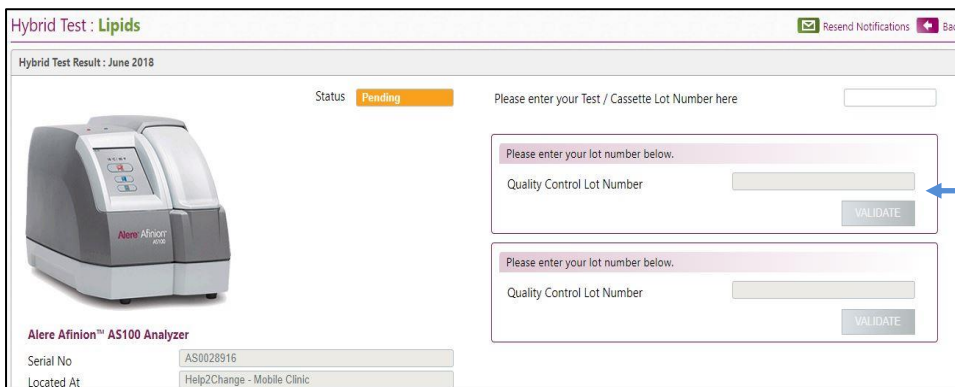 Hybrid Test : Lipids
Resend Notifications
Hybrid Test Result : June 2018
Status Pending
Please enter your Test / Cassette Lot Number here
Please enter your lot number below.
Quality Control Lot Number
VALIDATE
Please enter your lot number below.
Quality Control Lot Number
VALIDATE
Alere Afinion™
AS100
Alere Afinion™ AS100 Analyzer
Serial No AS0028916
Located At Help2Change - Mobile Clinic